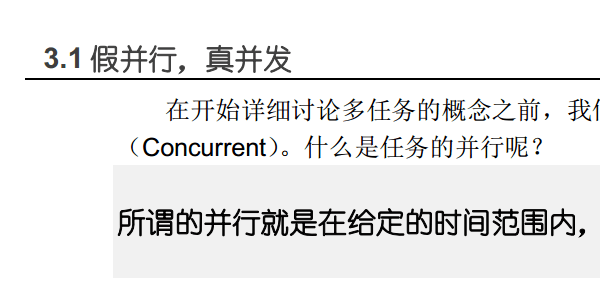 3.1 假并行，真并发
在开始详细讨论多任务的概念之前，我们
（Concurrent）。什么是任务的并行呢？
所谓的并行就是在给定的时间范围内，